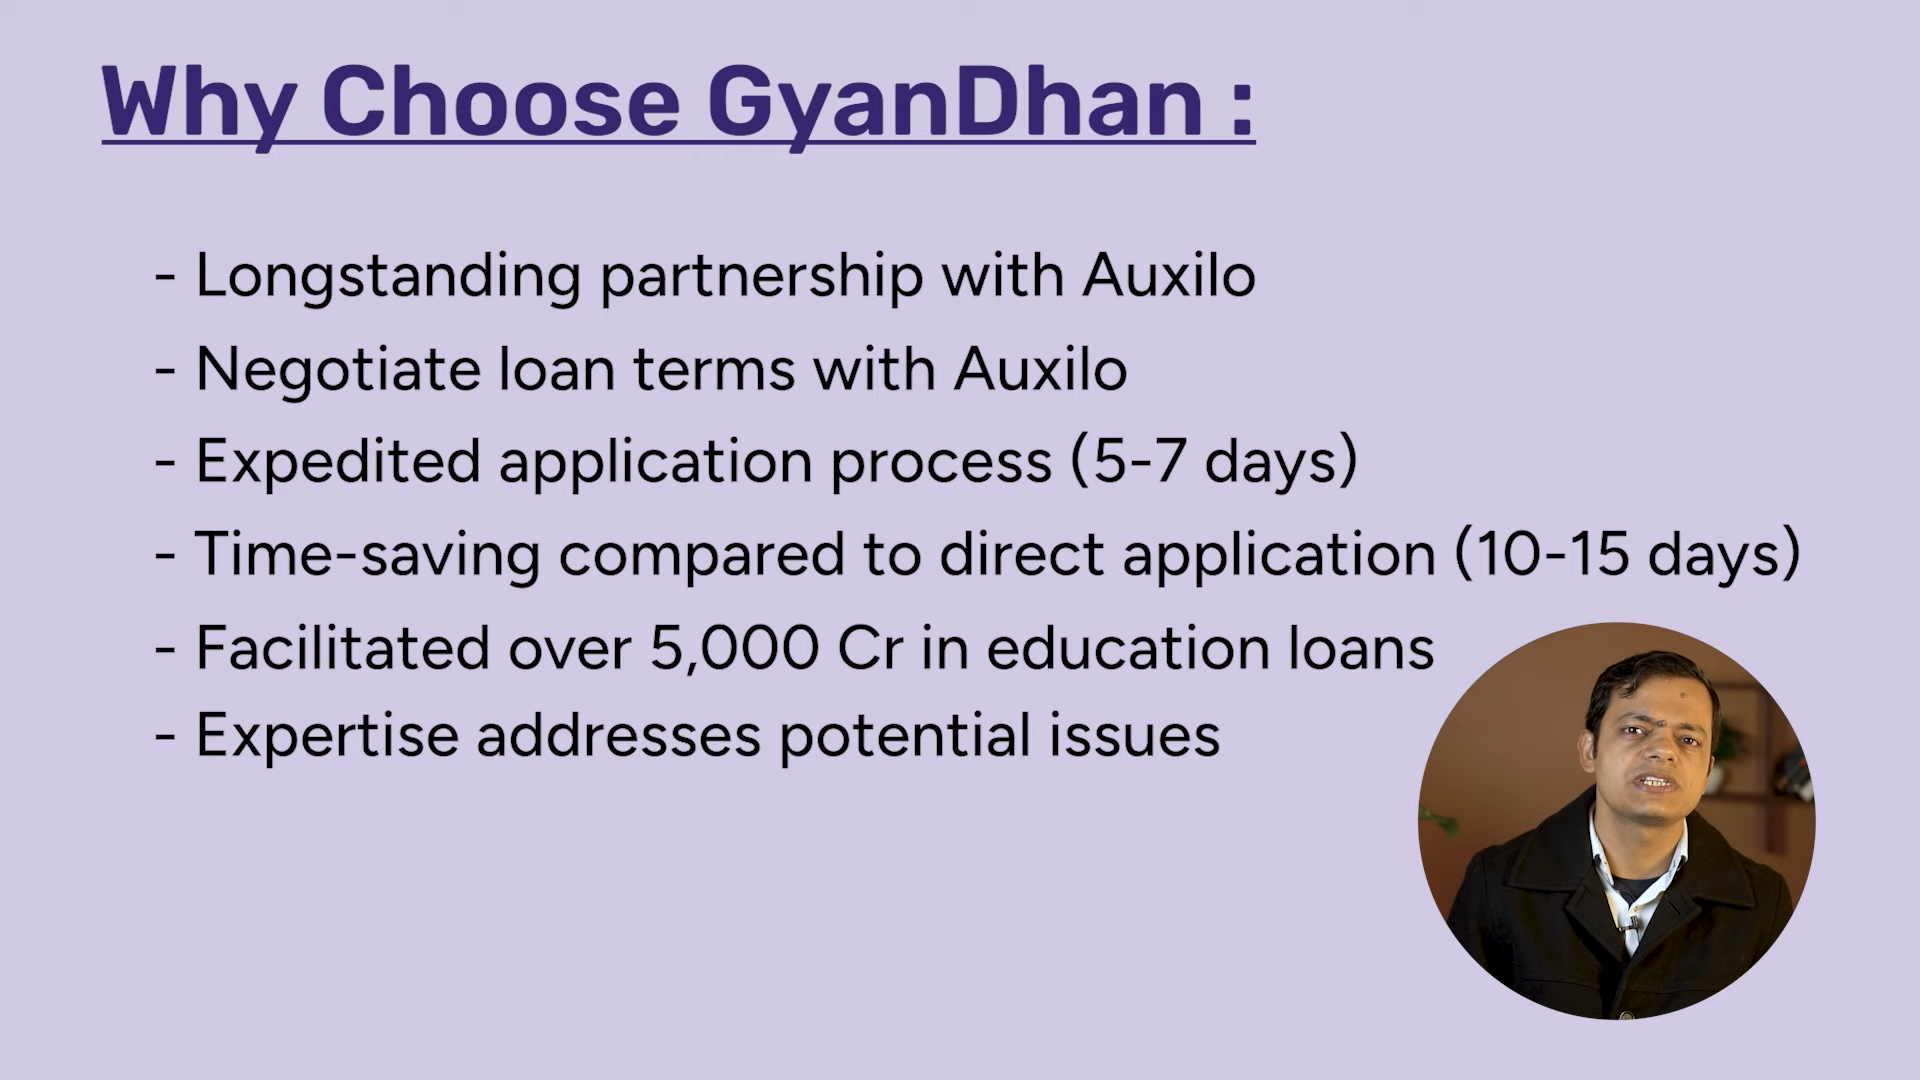 Why Choose GyanDhan :
- Longstanding partnership with Auxilo
- Negotiate loan terms with Auxilo
- Expedited application process (5-7 days)
- Time-saving compared to direct application (10-15 days)
- Facilitated over 5,000 Cr in education loans
- Expertise addresses potential issues